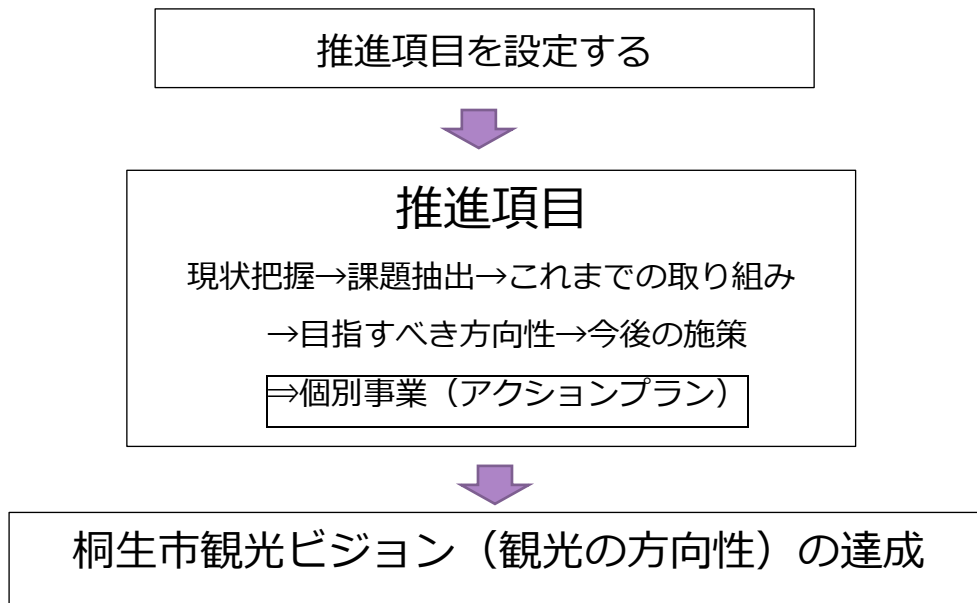 推進項目を設定する
推進項目
現状把握→課題抽出→これまでの取り組み
→目指すべき方向性→今後の施策
⇒個別事業（アクションプラン）
桐生市観光ビジョン（観光の方向性）の達成